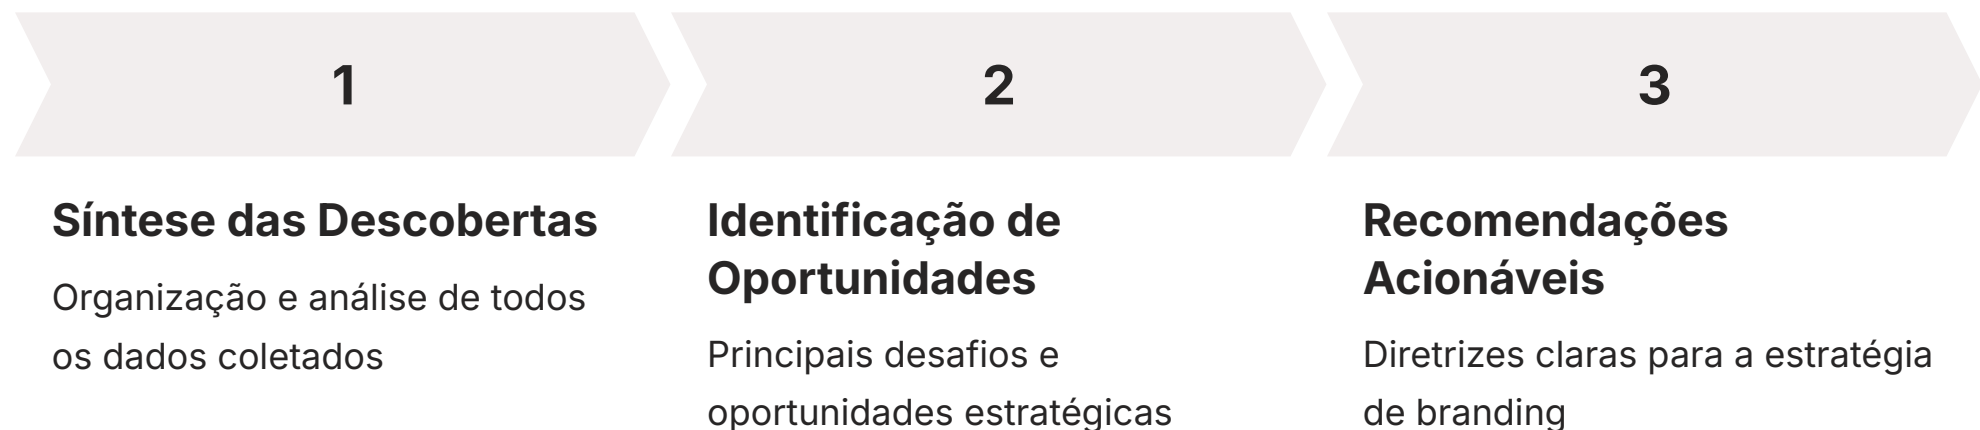 1
Síntese das Descobertas
Organização e análise de todos
os dados coletados
2
Identificação de
Oportunidades
Principais desafios e
oportunidades estratégicas
3
Recomendações
Acionáveis
Diretrizes claras para a estratégia
de branding